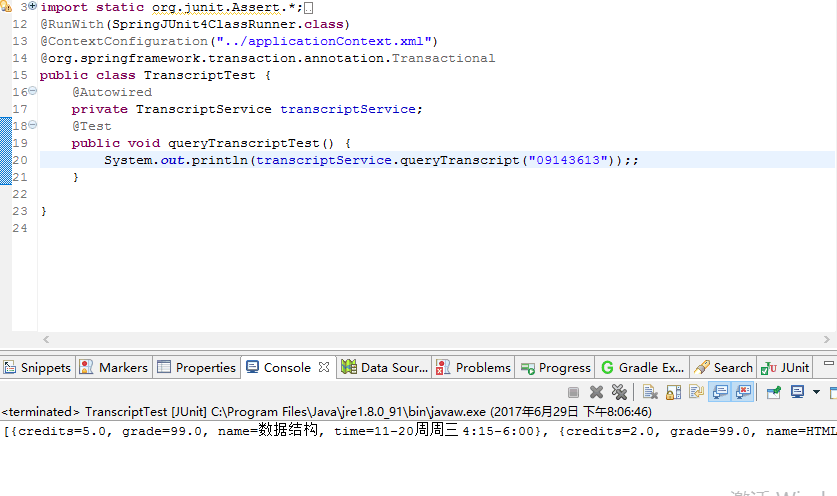 3 import static org.junit.Assert.*;
12 @RunWith(SpringJUnit4ClassRunner.class)
13 @ContextConfiguration("../applicationContext.xml")
14 @org.springframework.transaction.annotation.Transactional
15 public class TranscriptTest {
16 @Autowired
17 private TranscriptService transcriptService;
18 @Test
19 public void queryTranscriptTest() {
20 System.out.println(transcriptService.queryTranscript("09143613"));;
21 }
22
23 }
24
Snippets Markers Properties Console Data Sour... Problems Progress Gradle Ex... Search JUnit
<terminated> TranscriptTest [JUnit] C:\Program Files\Java\jre1.8.0_91\bin\javaw.exe (2017年6月29日 下午8:06:46)
[{credits=5.0, grade=99.0, name=数据结构, time=11-20周周三 4:15-6:00}, {credits=2.0, grade=99.0, name=HTML